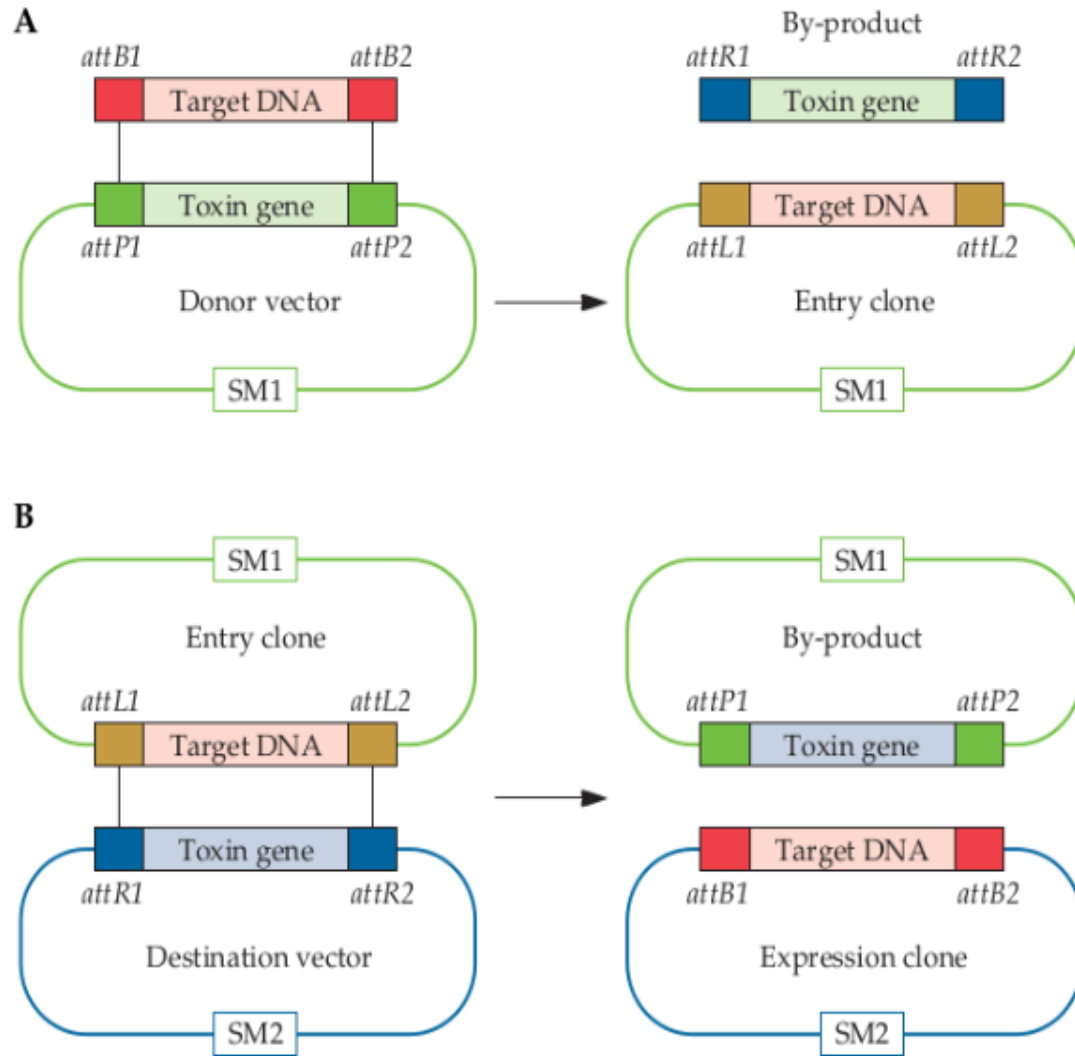 A
By-product
attB1 attB2 attR1 attR2
Target DNA Toxin gene
Toxin gene Target DNA
attP1 attP2 attL1 attL2
Donor vector Entry clone
SM1 SM1
B
SM1 SM1
Entry clone By-product
attL1 attL2 attP1 attP2
Target DNA Toxin gene
Toxin gene Target DNA
attR1 attR2 attB1 attB2
Destination vector Expression clone
SM2 SM2